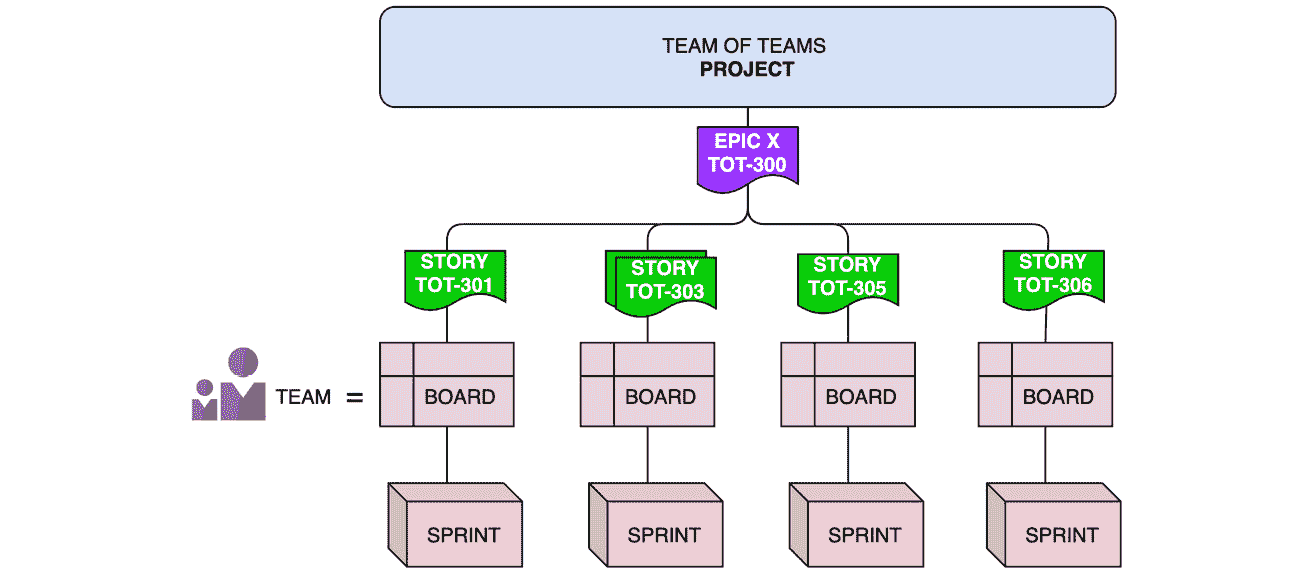 TEAM OF TEAMS
PROJECT
EPIC X
TOT-300
STORY
TOT-301
STORY
TOT-303
STORY
TOT-305
STORY
TOT-306
TEAM =
BOARD
BOARD
BOARD
BOARD
SPRINT
SPRINT
SPRINT
SPRINT